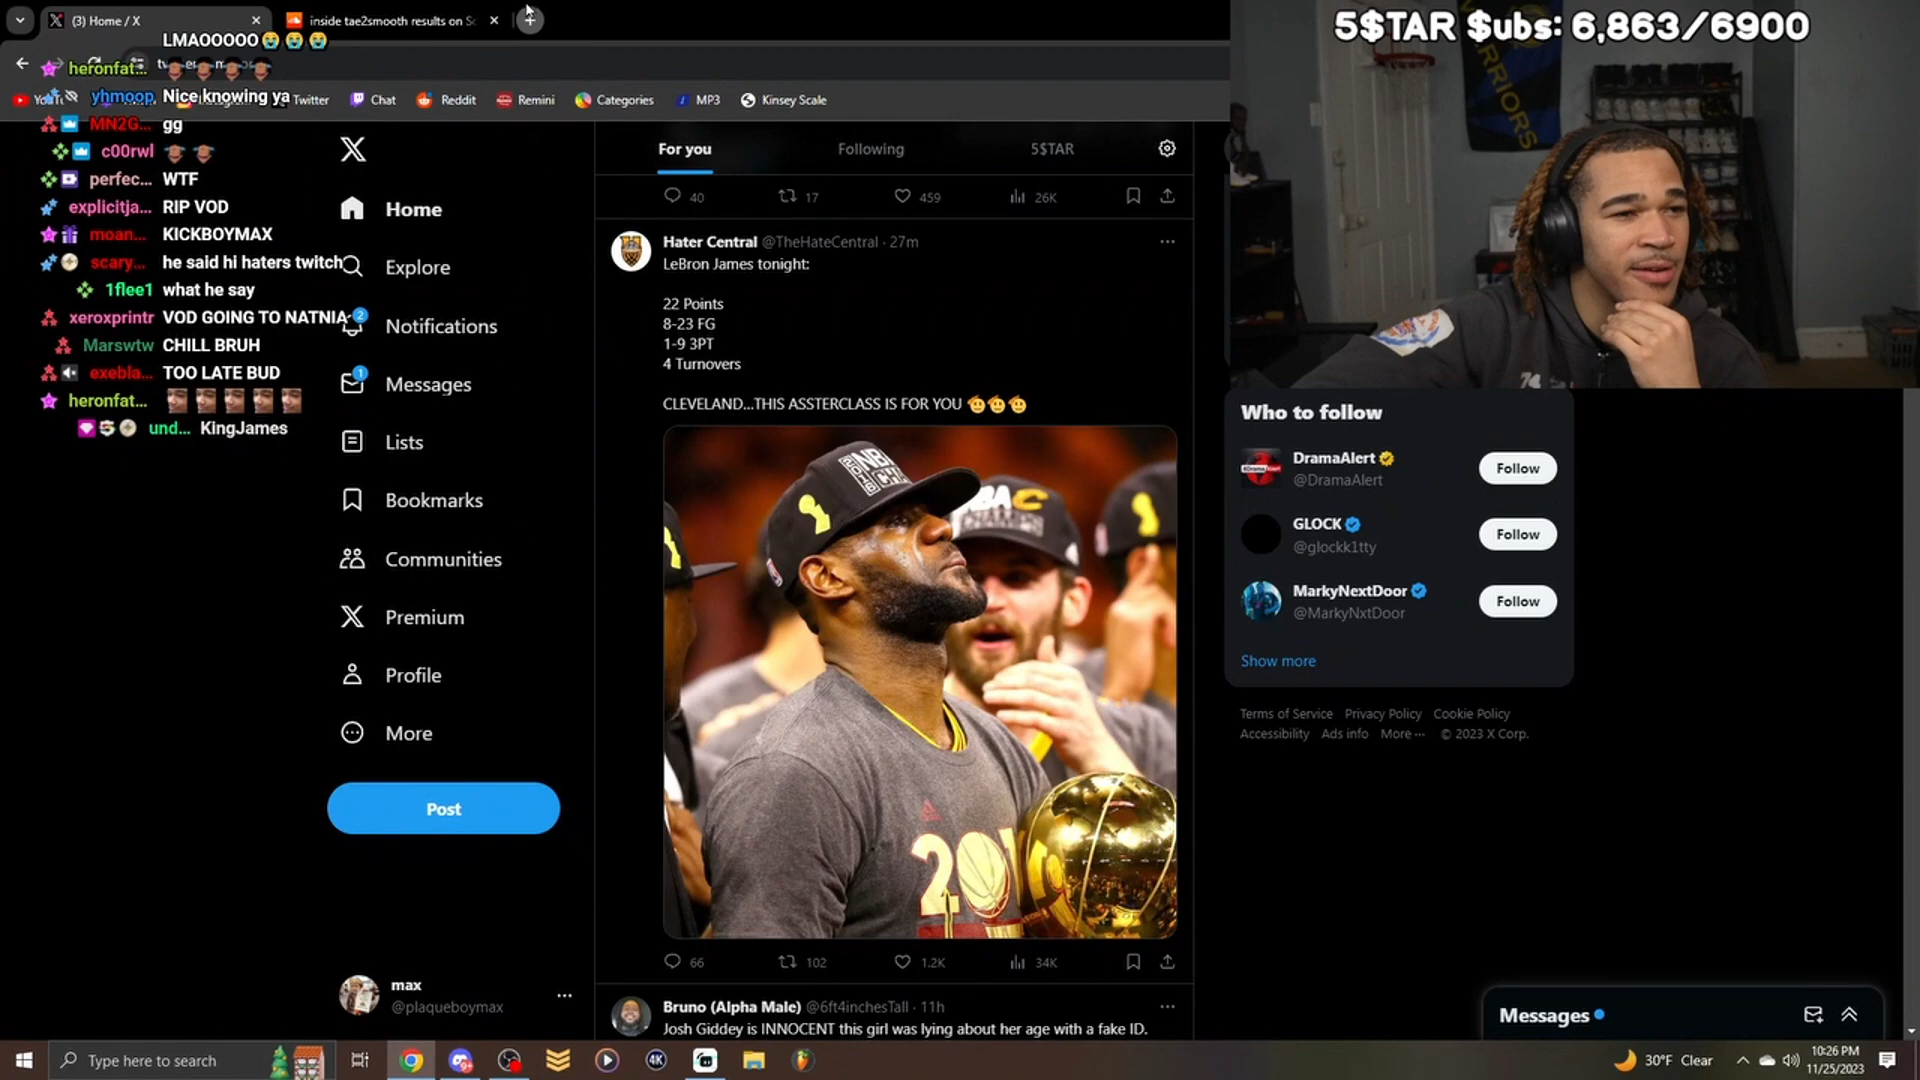 (3) Home / X
inside tae2smooth results on So
5$TAR $ubs: 6,863/6900
LMAOOOOO
heronfat...
yhmoop Nice knowing ya
MN2G... gg
c00rwl
perfec... WTF
explicitja... RIP VOD
moan... KICKBOYMAX
scary... he said hi haters twitch
1flee1 what he say
xeroxprintr VOD GOING TO NATNIA
Marswtw CHILL BRUH
exebla... TOO LATE BUD
heronfat...
und... KingJames
Twitter
Chat
Reddit
Remini
Categories
MP3
Kinsey Scale
Home
Explore
2
Notifications
1
Messages
Lists
Bookmarks
Communities
Premium
Profile
More
Post
max
@plaqueboymax
For you
Following
5$TAR
40 17 459 26K
Hater Central @TheHateCentral · 27m
LeBron James tonight:
22 Points
8-23 FG
1-9 3PT
4 Turnovers
CLEVELAND...THIS ASSTERCLASS IS FOR YOU
66 102 1.2K 34K
Bruno (Alpha Male) @6ft4inchesTall · 11h
Josh Giddey is INNOCENT this girl was lying about her age with a fake ID.
Who to follow
DramaAlert
@DramaAlert
Follow
GLOCK
@glockk1tty
Follow
MarkyNextDoor
@MarkyNxtDoor
Follow
Show more
Terms of Service Privacy Policy Cookie Policy
Accessibility Ads info More ··· © 2023 X Corp.
Messages
Type here to search
4K
30°F Clear
10:26 PM
11/25/2023